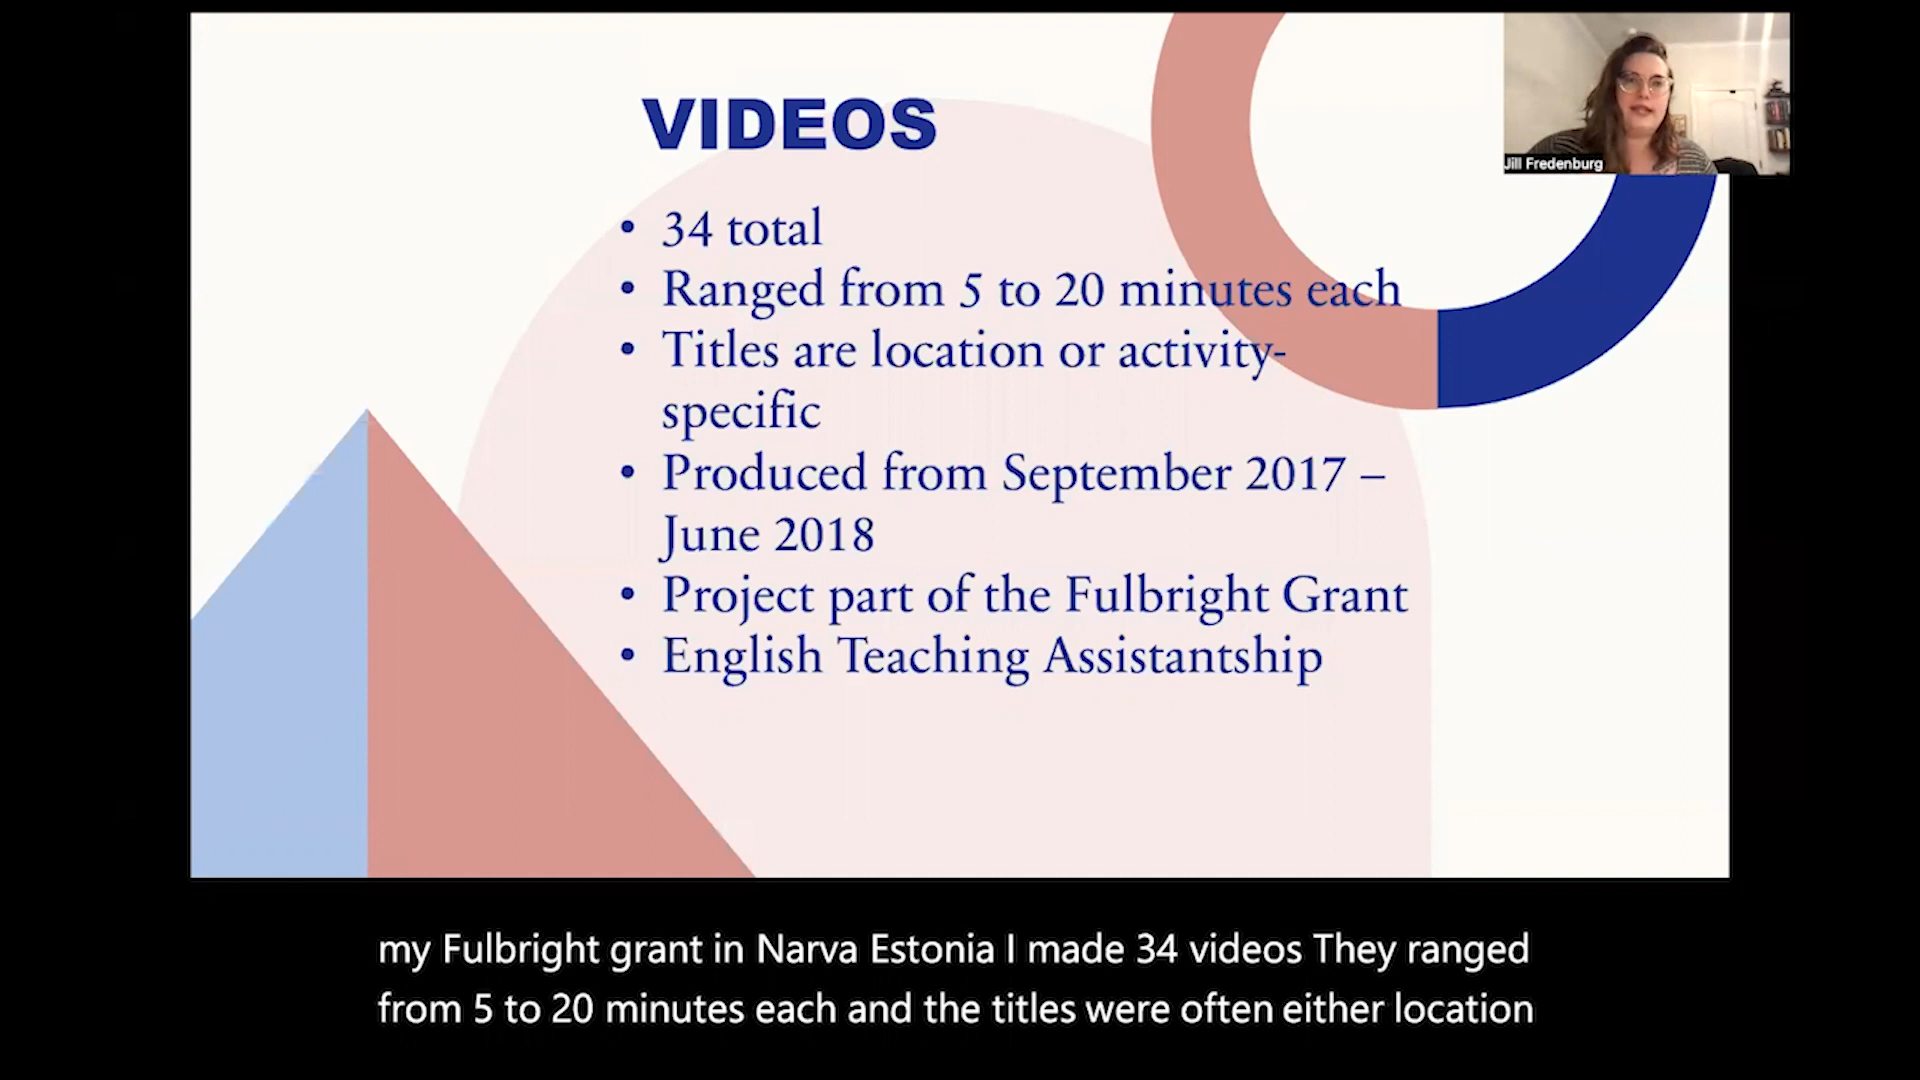 VIDEOS
• 34 total
• Ranged from 5 to 20 minutes each
• Titles are location or activity-
specific
• Produced from September 2017 –
June 2018
• Project part of the Fulbright Grant
• English Teaching Assistantship
Jill Fredenburg
my Fulbright grant in Narva Estonia I made 34 videos They ranged
from 5 to 20 minutes each and the titles were often either location